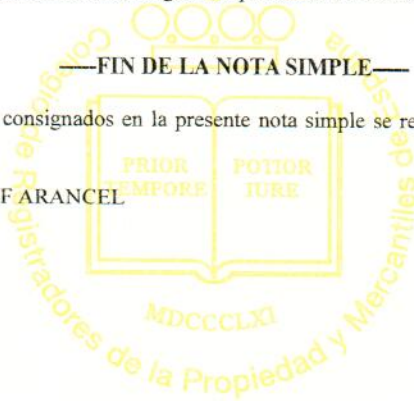 ——FIN DE LA NOTA SIMPLE——
consignados en la presente nota simple se re
F ARANCEL
Colegio de Registradores de la Propiedad y Mercantiles de España
PRIOR
TEMPORE
POTIOR
IURE
MDCCCLXI